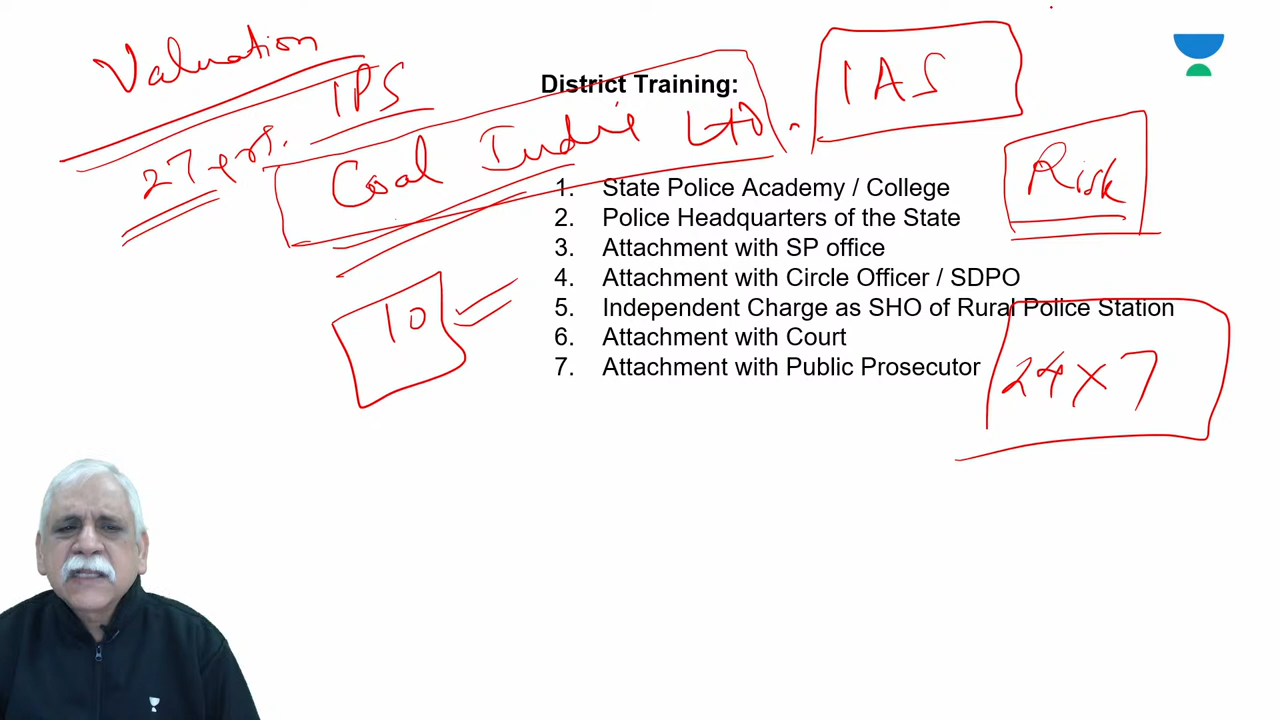 Valuation
IPS
27 yrs.
Coal India Ltd.
IAS
Risk
10
24x7
District Training:
1. State Police Academy / College
2. Police Headquarters of the State
3. Attachment with SP office
4. Attachment with Circle Officer / SDPO
5. Independent Charge as SHO of Rural Police Station
6. Attachment with Court
7. Attachment with Public Prosecutor